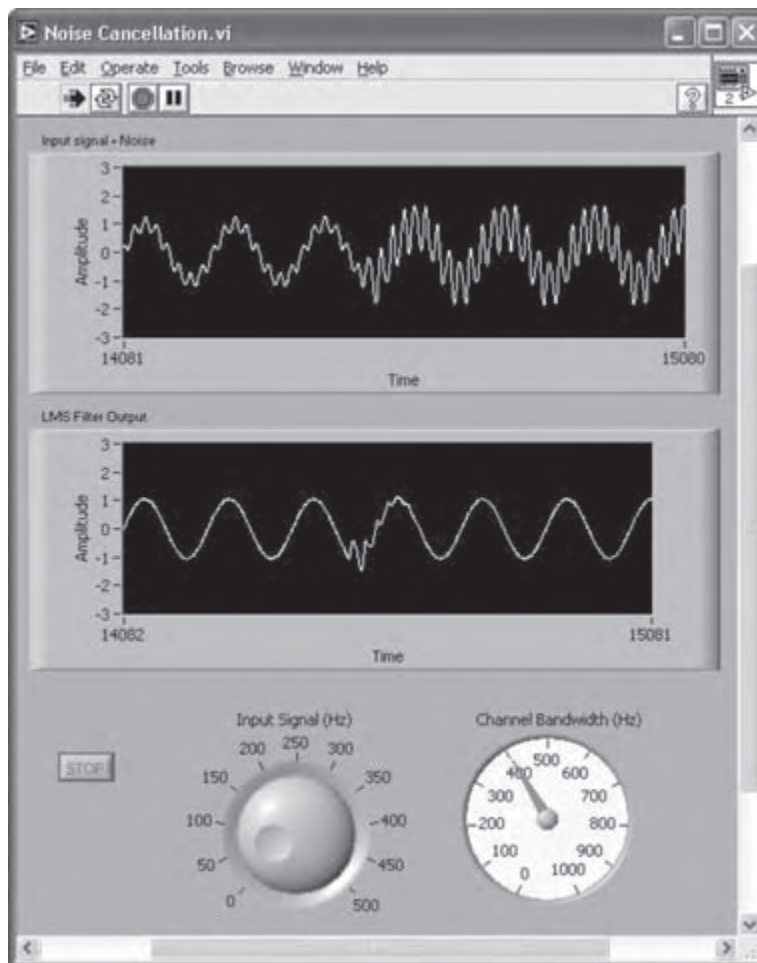 Noise Cancellation.vi
File Edit Operate Tools Browse Window Help
2
Input signal + Noise
3
2
1
0
-1
-2
-3
Amplitude
14081 15080
Time
LMS Filter Output
3
2
1
0
-1
-2
-3
Amplitude
14082 15081
Time
Input Signal (Hz)
0 50 100 150 200 250 300 350 400 450 500
STOP
Channel Bandwidth (Hz)
0 100 200 300 400 500 600 700 800 900 1000